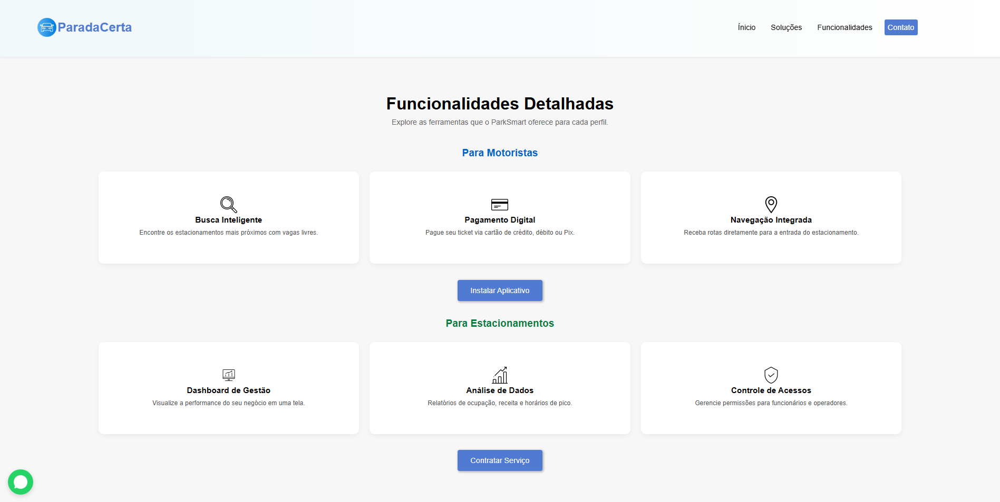 ParadaCerta
Ínicio
Soluções
Funcionalidades
Contato
Funcionalidades Detalhadas
Explore as ferramentas que o ParkSmart oferece para cada perfil.
Para Motoristas
Busca Inteligente
Encontre os estacionamentos mais próximos com vagas livres.
Pagamento Digital
Pague seu ticket via cartão de crédito, débito ou Pix.
Navegação Integrada
Receba rotas diretamente para a entrada do estacionamento.
Instalar Aplicativo
Para Estacionamentos
Dashboard de Gestão
Visualize a performance do seu negócio em uma tela.
Análise de Dados
Relatórios de ocupação, receita e horários de pico.
Controle de Acessos
Gerencie permissões para funcionários e operadores.
Contratar Serviço